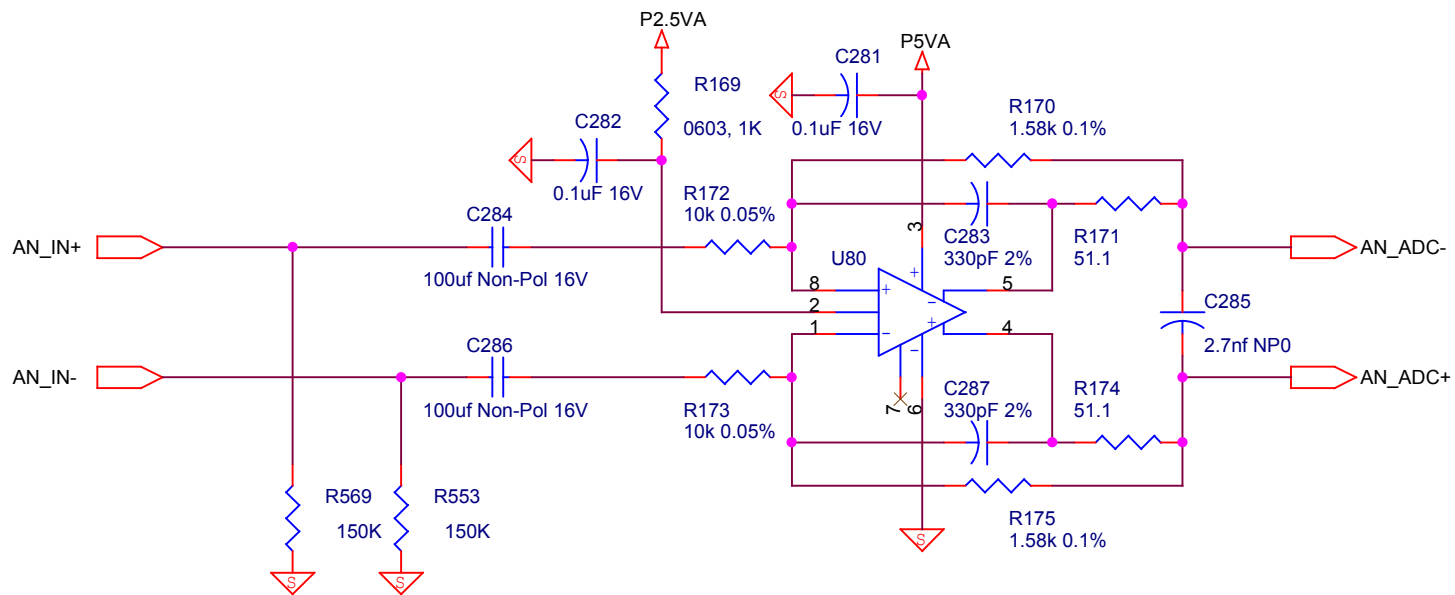 P2.5VA
P5VA
C281
R169
0603, 1K
0.1uF 16V
R170
1.58k 0.1%
C282
0.1uF 16V
S
S
R172
10k 0.05%
C284
100uf Non-Pol 16V
AN_IN+
3
C283
330pF 2%
R171
51.1
AN_ADC-
U80
8
2
1
5
4
+
−
+
−
+
−
C285
2.7nf NP0
C286
100uf Non-Pol 16V
AN_IN-
R173
10k 0.05%
7
6
C287
330pF 2%
R174
51.1
AN_ADC+
R569
150K
R553
150K
R175
1.58k 0.1%
S
S
S